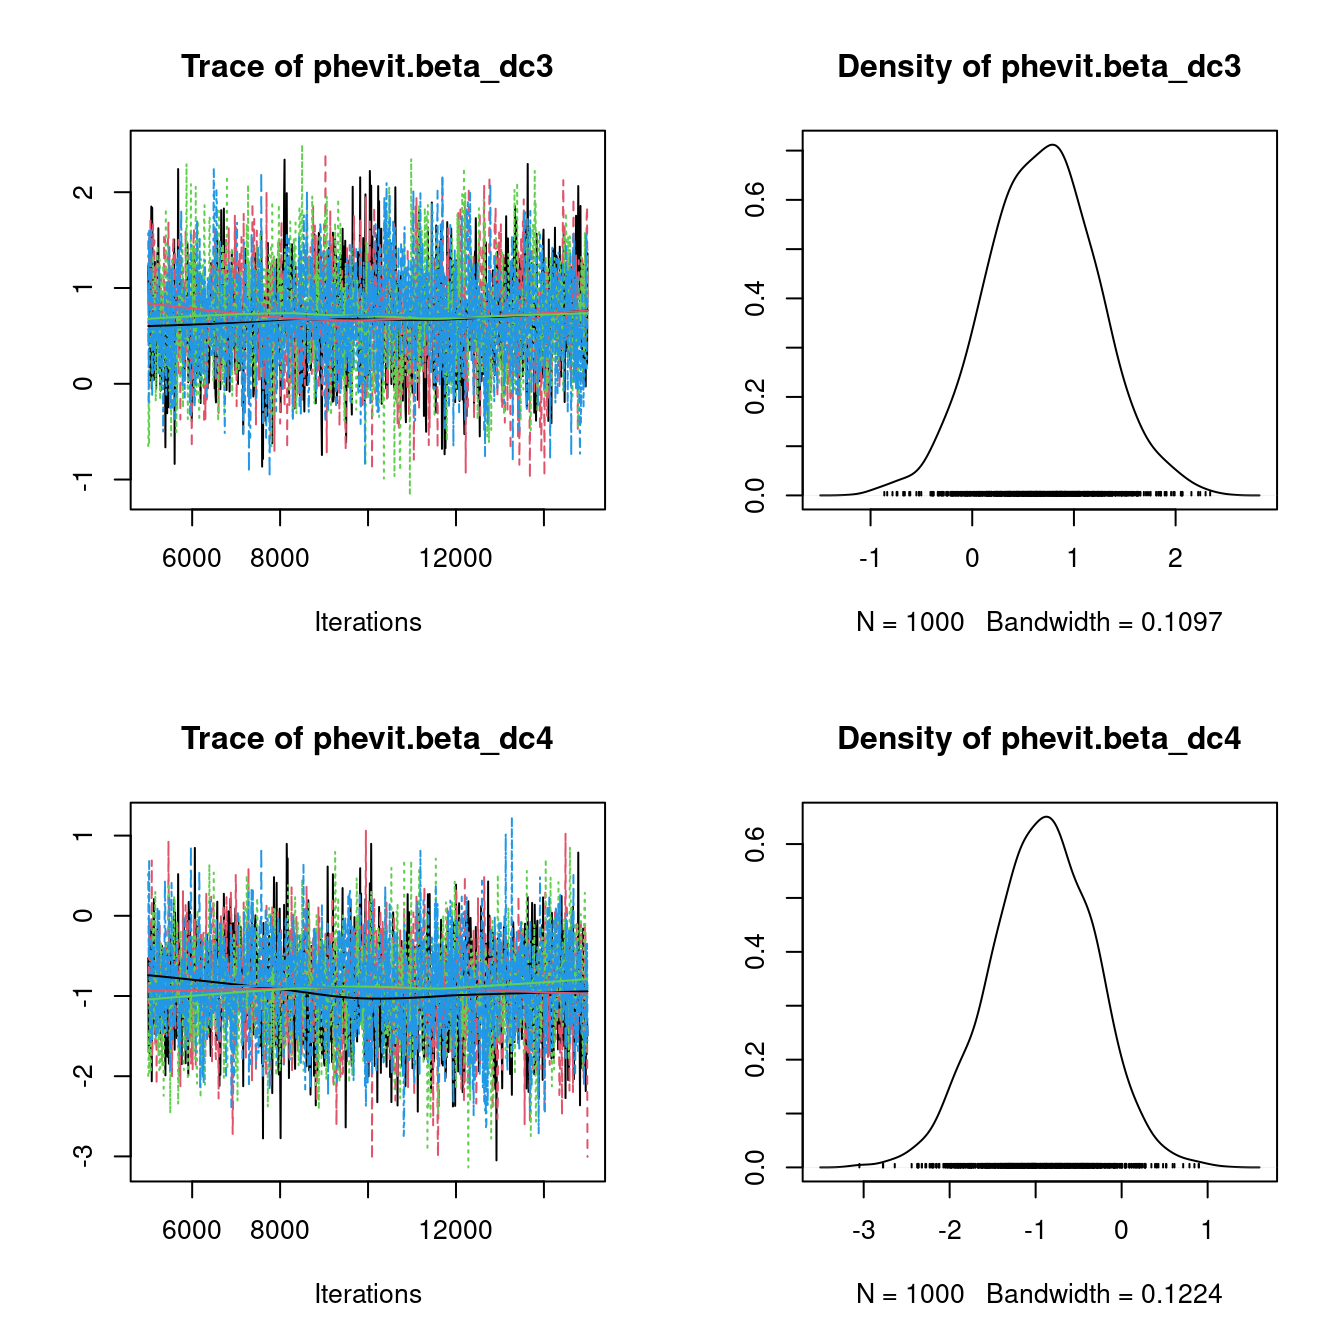 Trace of phevit.beta_dc3
2
1
0
-1
6000 8000 12000
Iterations
Density of phevit.beta_dc3
0.6
0.4
0.2
0.0
-1 0 1 2
N = 1000 Bandwidth = 0.1097
Trace of phevit.beta_dc4
1
0
-1
-2
-3
6000 8000 12000
Iterations
Density of phevit.beta_dc4
0.6
0.4
0.2
0.0
-3 -2 -1 0 1
N = 1000 Bandwidth = 0.1224